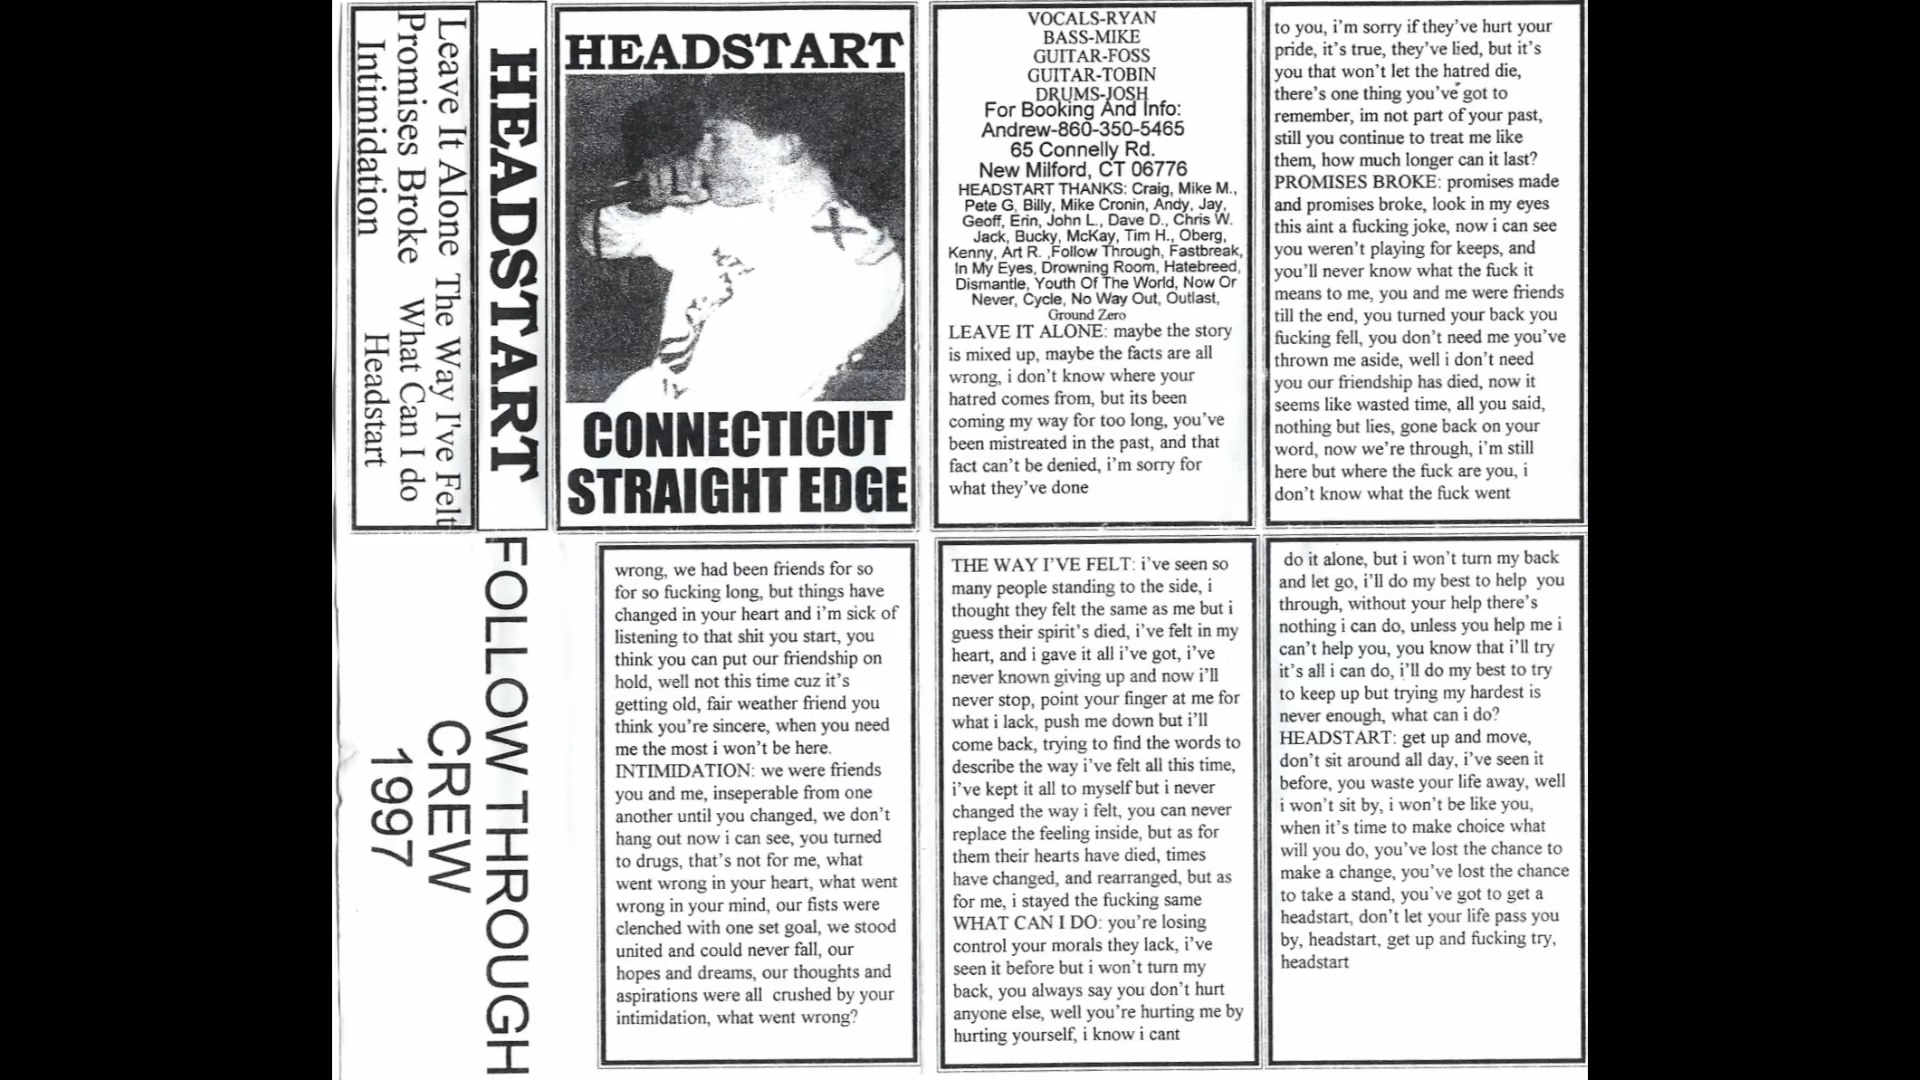 Leave It Alone The Way I've Felt
Promises Broke What Can I do
Intimidation Headstart
HEADSTART
HEADSTART
CONNECTICUT
STRAIGHT EDGE
VOCALS-RYAN
BASS-MIKE
GUITAR-FOSS
GUITAR-TOBIN
DRUMS-JOSH
For Booking And Info:
Andrew-860-350-5465
65 Connelly Rd.
New Milford, CT 06776
HEADSTART THANKS: Craig, Mike M.,
Pete G, Billy, Mike Cronin, Andy, Jay,
Geoff, Erin, John L., Dave D., Chris W.
Jack, Bucky, McKay, Tim H., Oberg,
Kenny, Art R. ,Follow Through, Fastbreak,
In My Eyes, Drowning Room, Hatebreed,
Dismantle, Youth Of The World, Now Or
Never, Cycle, No Way Out, Outlast,
Ground Zero
LEAVE IT ALONE: maybe the story
is mixed up, maybe the facts are all
wrong, i don't know where your
hatred comes from, but its been
coming my way for too long, you've
been mistreated in the past, and that
fact can't be denied, i'm sorry for
what they've done
to you, i'm sorry if they've hurt your
pride, it's true, they've lied, but it's
you that won't let the hatred die,
there's one thing you've got to
remember, im not part of your past,
still you continue to treat me like
them, how much longer can it last?
PROMISES BROKE: promises made
and promises broke, look in my eyes
this aint a fucking joke, now i can see
you weren't playing for keeps, and
you'll never know what the fuck it
means to me, you and me were friends
till the end, you turned your back you
fucking fell, you don't need me you've
thrown me aside, well i don't need
you our friendship has died, now it
seems like wasted time, all you said,
nothing but lies, gone back on your
word, now we're through, i'm still
here but where the fuck are you, i
don't know what the fuck went
FOLLOW THROUGH
CREW
1997
wrong, we had been friends for so
for so fucking long, but things have
changed in your heart and i'm sick of
listening to that shit you start, you
think you can put our friendship on
hold, well not this time cuz it's
getting old, fair weather friend you
think you're sincere, when you need
me the most i won't be here.
INTIMIDATION: we were friends
you and me, inseperable from one
another until you changed, we don't
hang out now i can see, you turned
to drugs, that's not for me, what
went wrong in your heart, what went
wrong in your mind, our fists were
clenched with one set goal, we stood
united and could never fall, our
hopes and dreams, our thoughts and
aspirations were all crushed by your
intimidation, what went wrong?
THE WAY I'VE FELT: i've seen so
many people standing to the side, i
thought they felt the same as me but i
guess their spirit's died, i've felt in my
heart, and i gave it all i've got, i've
never known giving up and now i'll
never stop, point your finger at me for
what i lack, push me down but i'll
come back, trying to find the words to
describe the way i've felt all this time,
i've kept it all to myself but i never
changed the way i felt, you can never
replace the feeling inside, but as for
them their hearts have died, times
have changed, and rearranged, but as
for me, i stayed the fucking same
WHAT CAN I DO: you're losing
control your morals they lack, i've
seen it before but i won't turn my
back, you always say you don't hurt
anyone else, well you're hurting me by
hurting yourself, i know i cant
do it alone, but i won't turn my back
and let go, i'll do my best to help you
through, without your help there's
nothing i can do, unless you help me i
can't help you, you know that i'll try
it's all i can do, i'll do my best to try
to keep up but trying my hardest is
never enough, what can i do?
HEADSTART: get up and move,
don't sit around all day, i've seen it
before, you waste your life away, well
i won't sit by, i won't be like you,
when it's time to make choice what
will you do, you've lost the chance to
make a change, you've lost the chance
to take a stand, you've got to get a
headstart, don't let your life pass you
by, headstart, get up and fucking try,
headstart